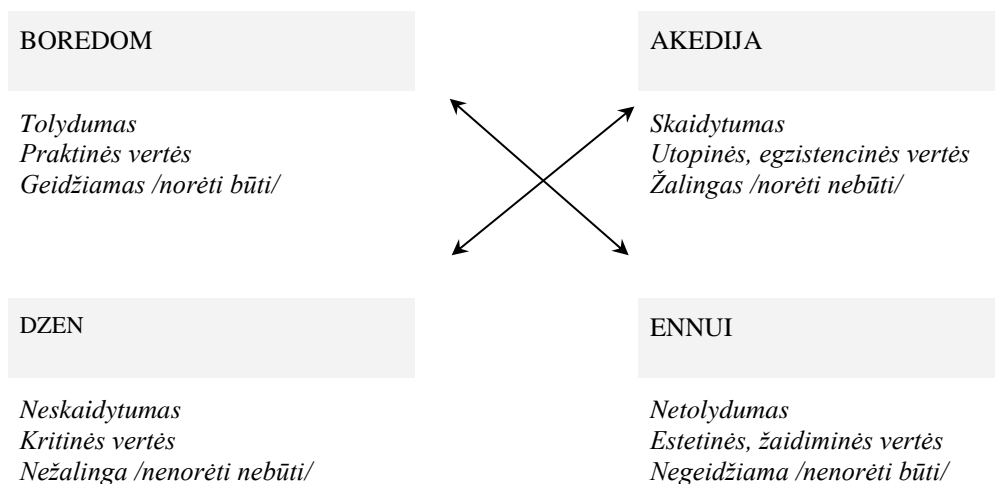 BOREDOM
Tolydumas
Praktinės vertės
Geidžiamas /norėti būti/
AKEDIJA
Skaidytumas
Utopinės, egzistencinės vertės
Žalingas /norėti nebūti/
DZEN
Neskaidytumas
Kritinės vertės
Nežalinga /nenorėti nebūti/
ENNUI
Netolydumas
Estetinės, žaidiminės vertės
Negeidžiama /nenorėti būti/